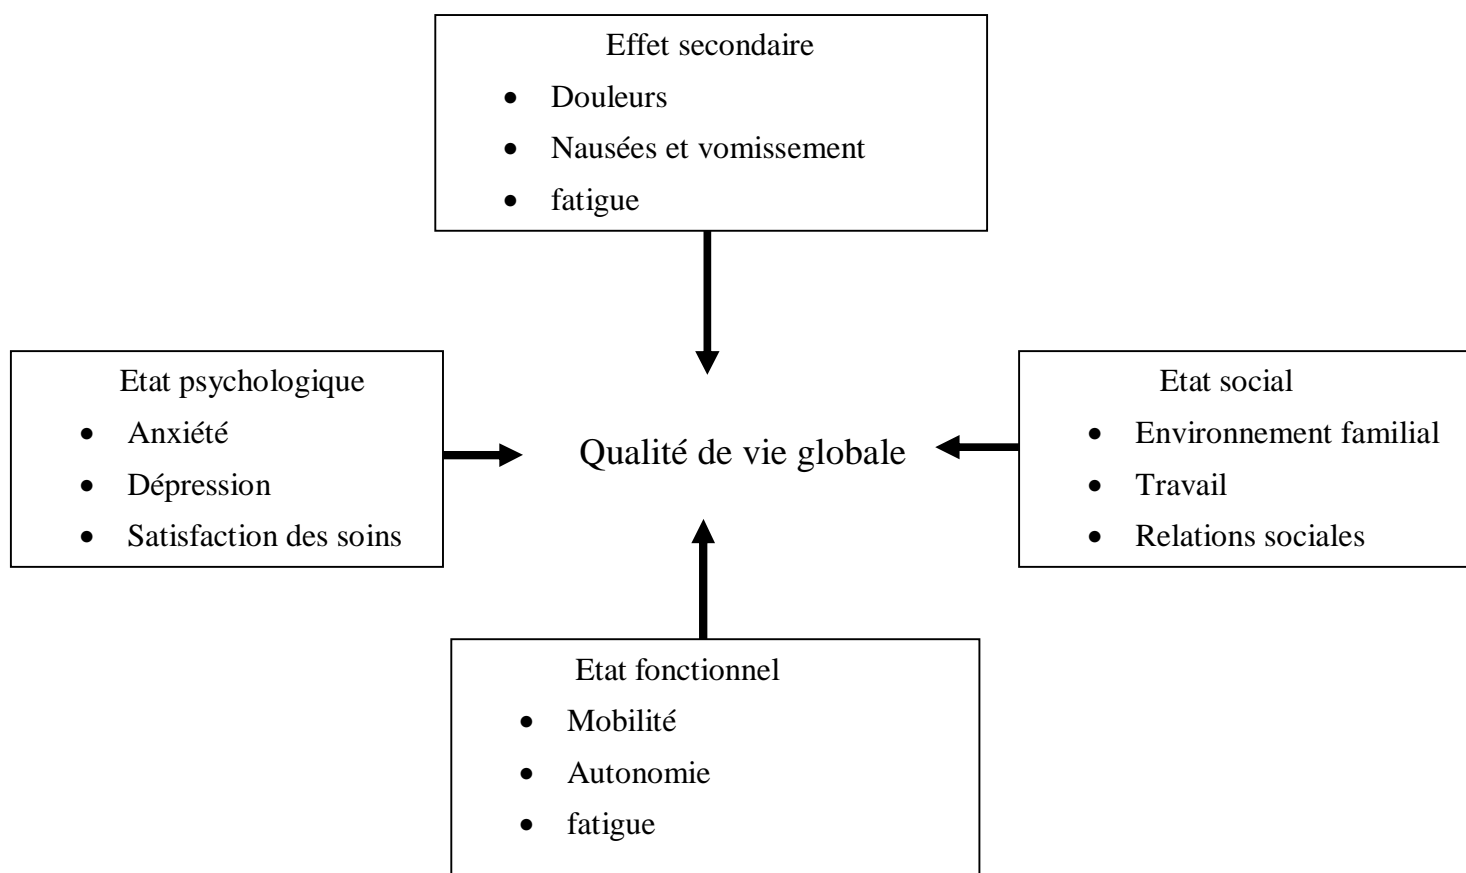 Effet secondaire
• Douleurs
• Nausées et vomissement
• fatigue
Etat psychologique
• Anxiété
• Dépression
• Satisfaction des soins
Qualité de vie globale
Etat social
• Environnement familial
• Travail
• Relations sociales
Etat fonctionnel
• Mobilité
• Autonomie
• fatigue